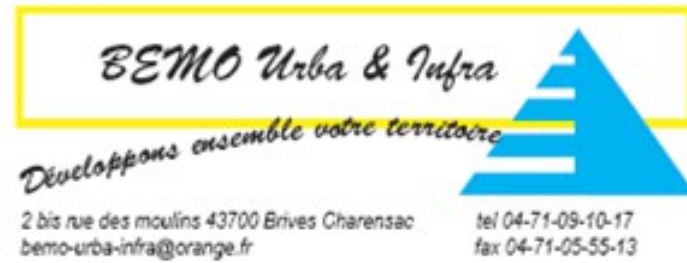 BEMO Urba & Infra
Développons ensemble votre territoire
2 bis rue des moulins 43700 Brives Charensac
tel 04-71-09-10-17
bemo-urba-infra@orange.fr
fax 04-71-05-55-13